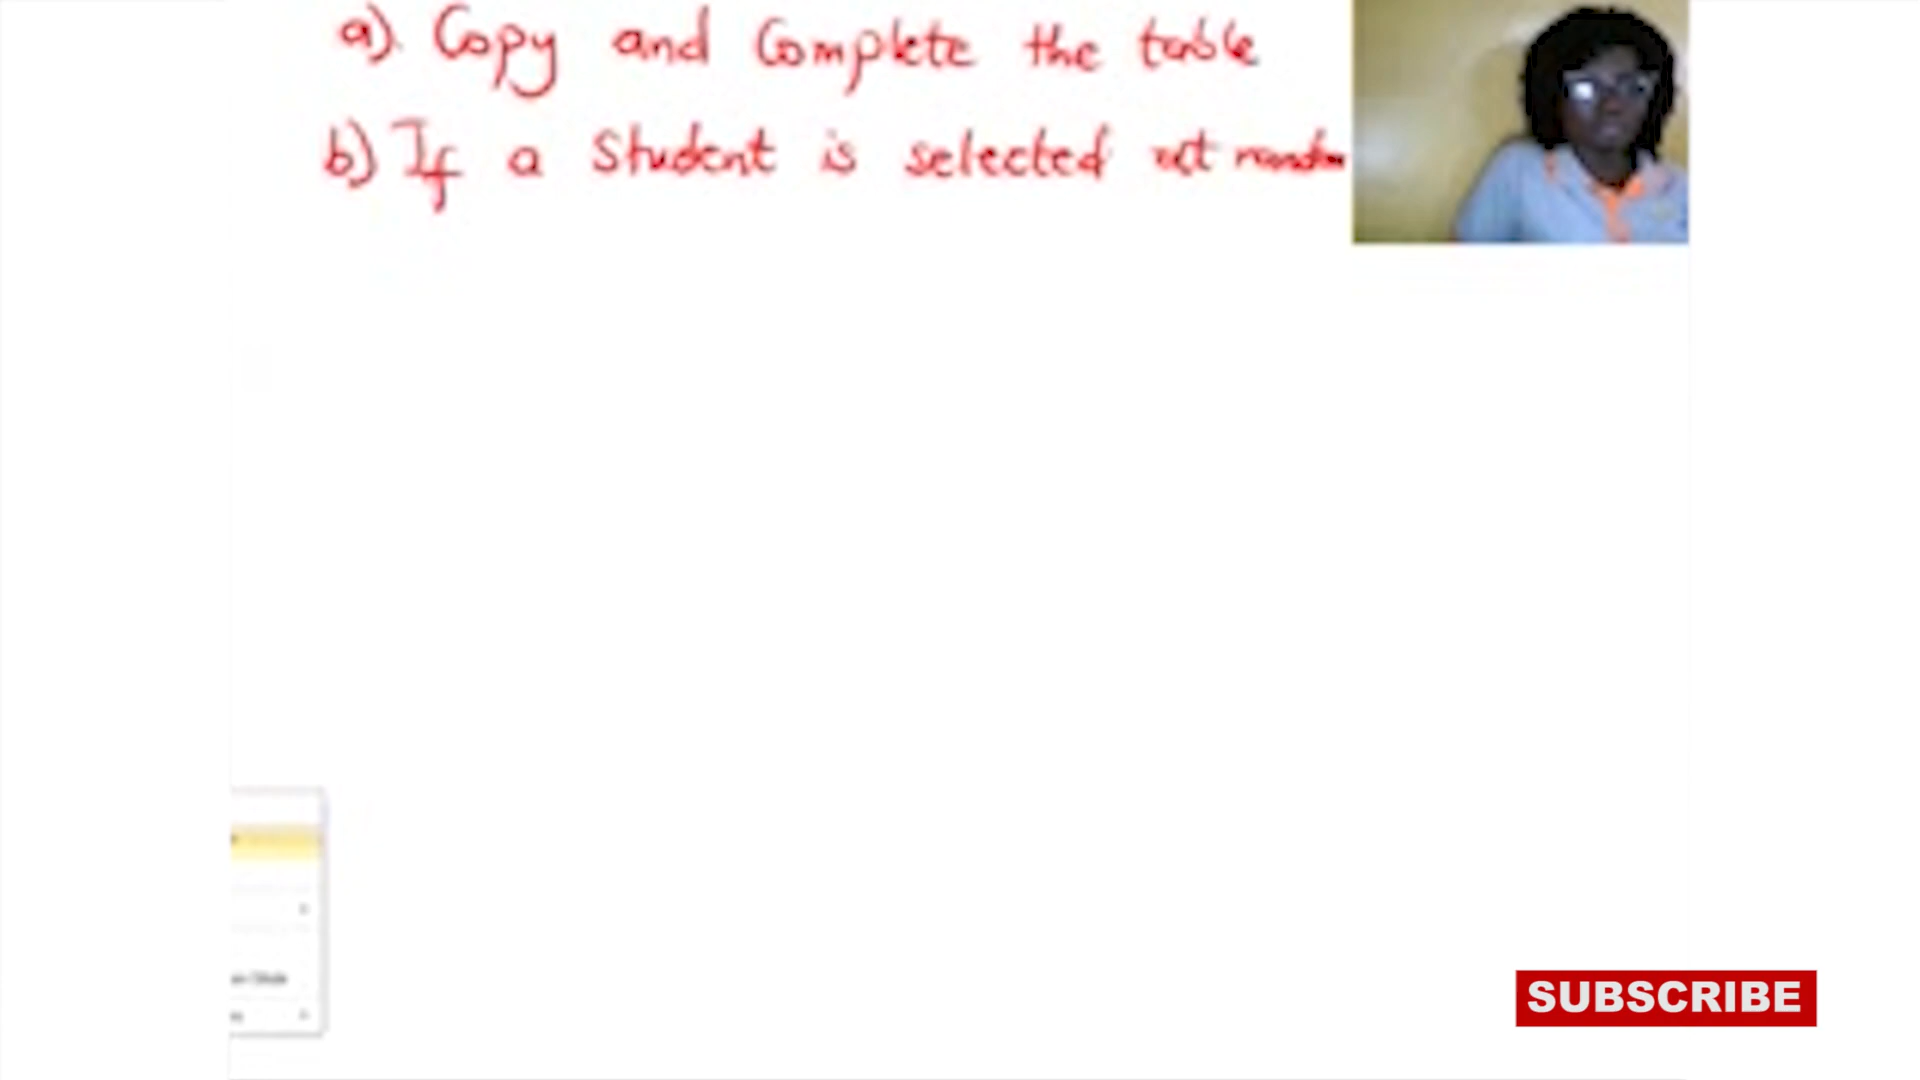 a). Copy and Complete the table
b) If a student is selected at random
SUBSCRIBE